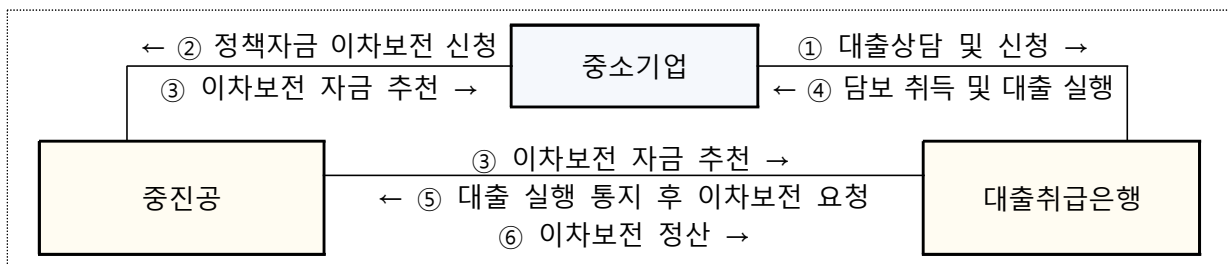 ← ② 정책자금 이차보전 신청
중소기업
① 대출상담 및 신청 →
③ 이차보전 자금 추천 →
← ④ 담보 취득 및 대출 실행
중진공
③ 이차보전 자금 추천 →
← ⑤ 대출 실행 통지 후 이차보전 요청
⑥ 이차보전 정산 →
대출취급은행